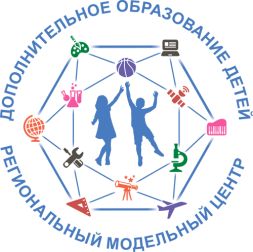 ДОПОЛНИТЕЛЬНОЕ ОБРАЗОВАНИЕ ДЕТЕЙ
РЕГИОНАЛЬНЫЙ МОДЕЛЬНЫЙ ЦЕНТР